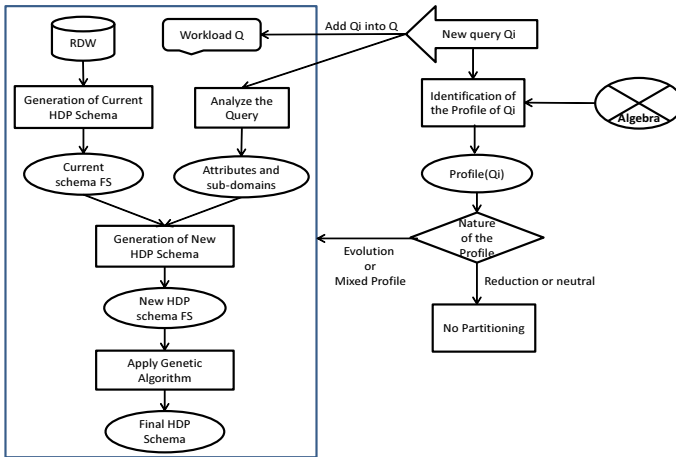 RDW
Workload Q
Add Qi into Q
New query Qi
Generation of Current
HDP Schema
Analyze the
Query
Identification of
the Profile of Qi
Algebra
Current
schema FS
Attributes and
sub-domains
Profile(Qi)
Generation of New
HDP Schema
Nature
of the
Profile
Evolution
or
Mixed Profile
Reduction or neutral
New HDP
schema FS
No Partitioning
Apply Genetic
Algorithm
Final HDP
Schema